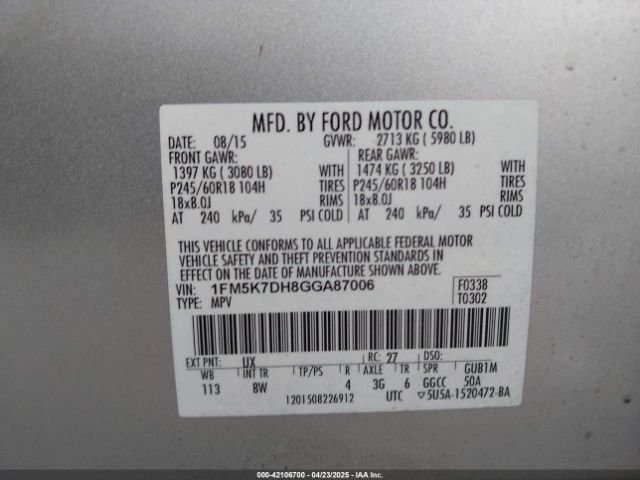 MFD. BY FORD MOTOR CO.
DATE: 08/15 GVWR: 2713 KG ( 5980 LB)
FRONT GAWR: REAR GAWR:
1397 KG ( 3080 LB) WITH 1474 KG ( 3250 LB) WITH
P245/60R18 104H TIRES P245/60R18 104H TIRES
18x8.0J RIMS 18x8.0J RIMS
AT 240 kPa/ 35 PSI COLD AT 240 kPa/ 35 PSI COLD
THIS VEHICLE CONFORMS TO ALL APPLICABLE FEDERAL MOTOR
VEHICLE SAFETY AND THEFT PREVENTION STANDARDS IN
EFFECT ON THE DATE OF MANUFACTURE SHOWN ABOVE.
VIN: 1FM5K7DH8GGA87006 F0338
TYPE: MPV T0302
EXT PNT: UX RC: 27 DSO:
WB INT TR TP/PS R AXLE TR SPR GUB1M
113 8W 4 3G 6 GGCC 50A
1201508226912 UTC ▽5U5A-1520472-BA
000-42106700 - 04/23/2025 - IAAI.COM